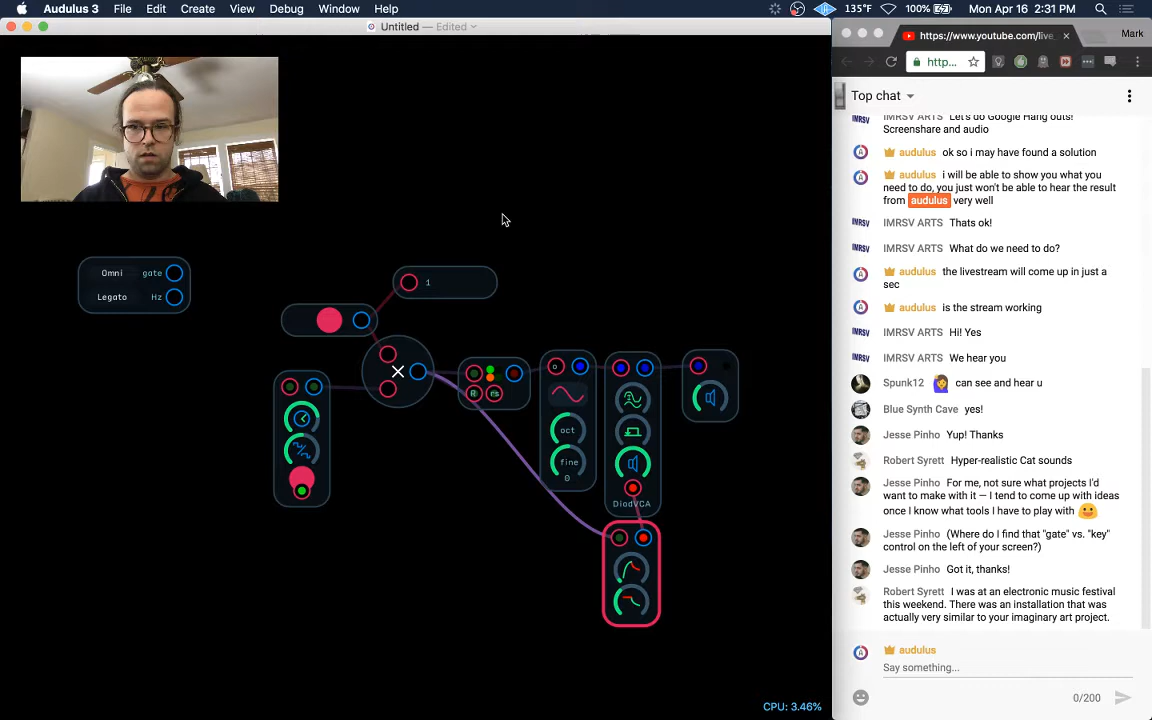 Audulus 3 File Edit Create View Debug Window Help
135°F 100% Mon Apr 16 2:31 PM
Untitled — Edited
https://www.youtube.com/live_
Mark
http...
Top chat
IMRSV ARTS Let's do Google Hang outs!
Screenshare and audio
audulus ok so i may have found a solution
audulus i will be able to show you what you
need to do, you just won't be able to hear the result
from audulus very well
IMRSV ARTS Thats ok!
IMRSV ARTS What do we need to do?
audulus the livestream will come up in just a
sec
audulus is the stream working
IMRSV ARTS Hi! Yes
IMRSV ARTS We hear you
Spunk12 can see and hear u
Blue Synth Cave yes!
Jesse Pinho Yup! Thanks
Robert Syrett Hyper-realistic Cat sounds
Jesse Pinho For me, not sure what projects I'd
want to make with it — I tend to come up with ideas
once I know what tools I have to play with
Jesse Pinho (Where do I find that "gate" vs. "key"
control on the left of your screen?)
Jesse Pinho Got it, thanks!
Robert Syrett I was at an electronic music festival
this weekend. There was an installation that was
actually very similar to your imaginary art project.
audulus
Say something...
0/200
Omni gate
Legato Hz
1
oct
fine
0
DiodVCA
CPU: 3.46%